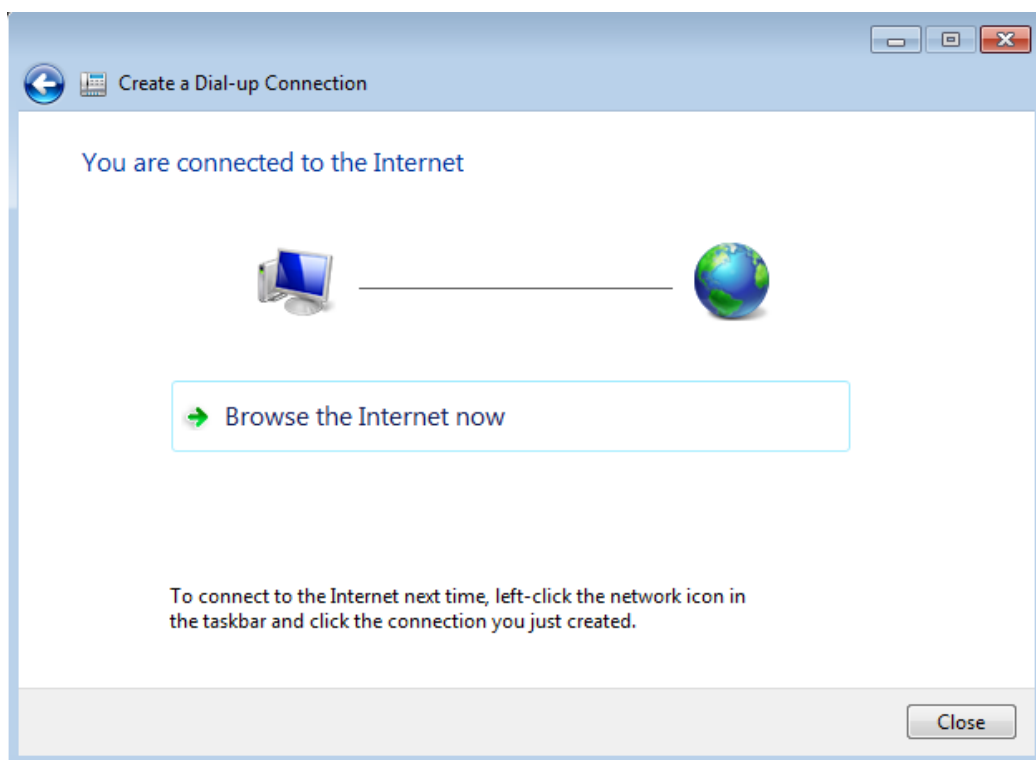 Create a Dial-up Connection
You are connected to the Internet
Browse the Internet now
To connect to the Internet next time, left-click the network icon in
the taskbar and click the connection you just created.
Close